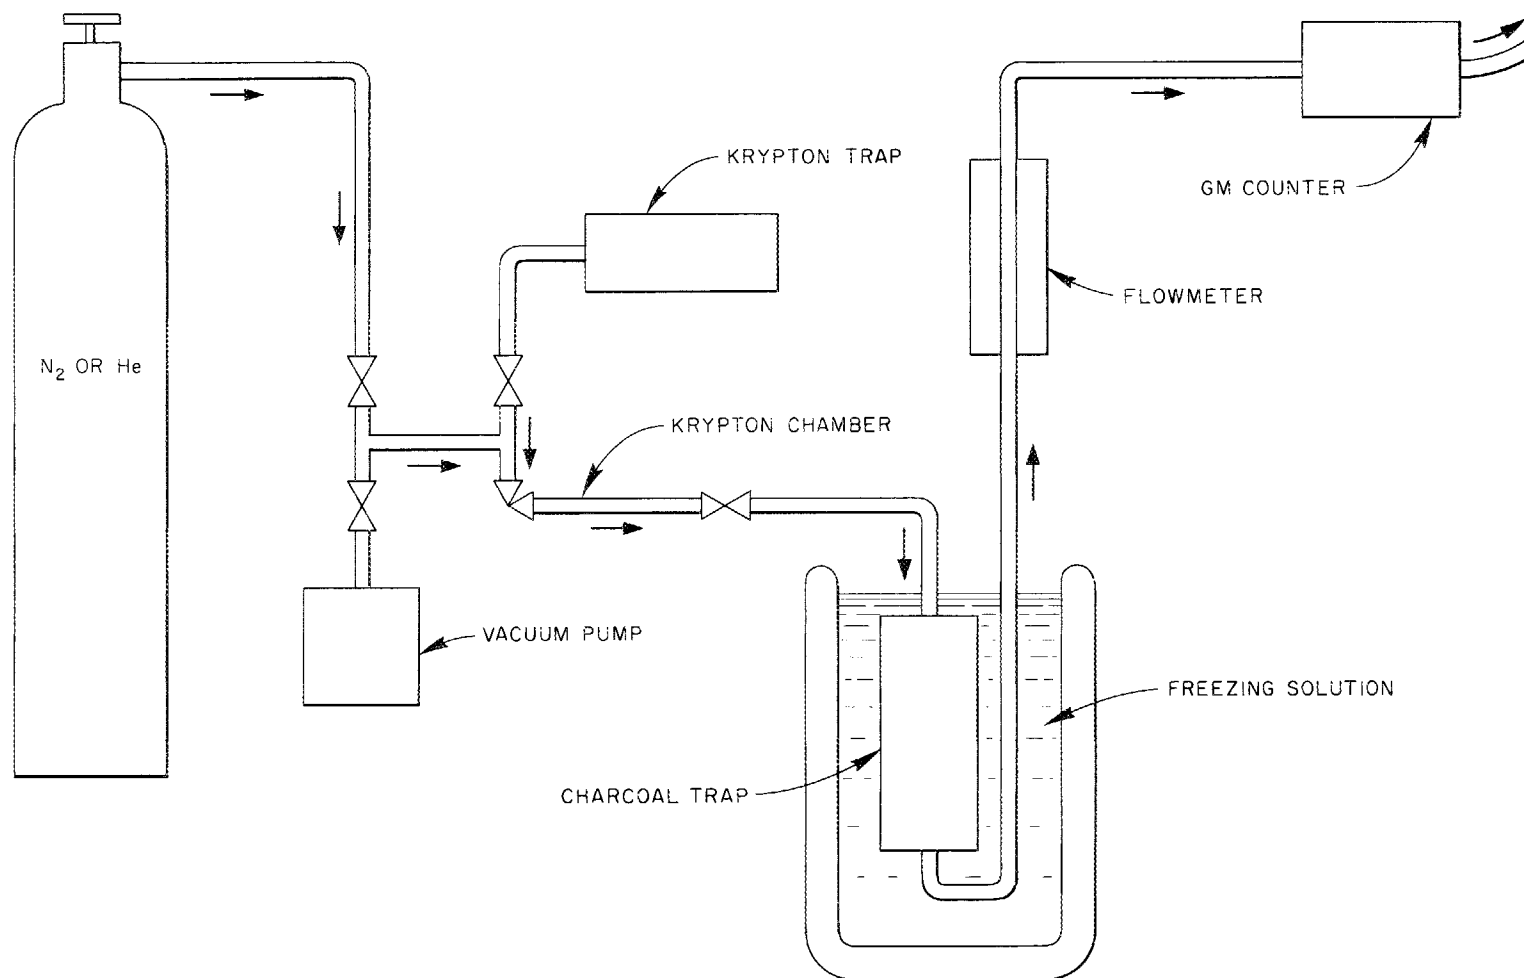 KRYPTON TRAP
GM COUNTER
FLOWMETER
N₂ OR He
KRYPTON CHAMBER
VACUUM PUMP
FREEZING SOLUTION
CHARCOAL TRAP